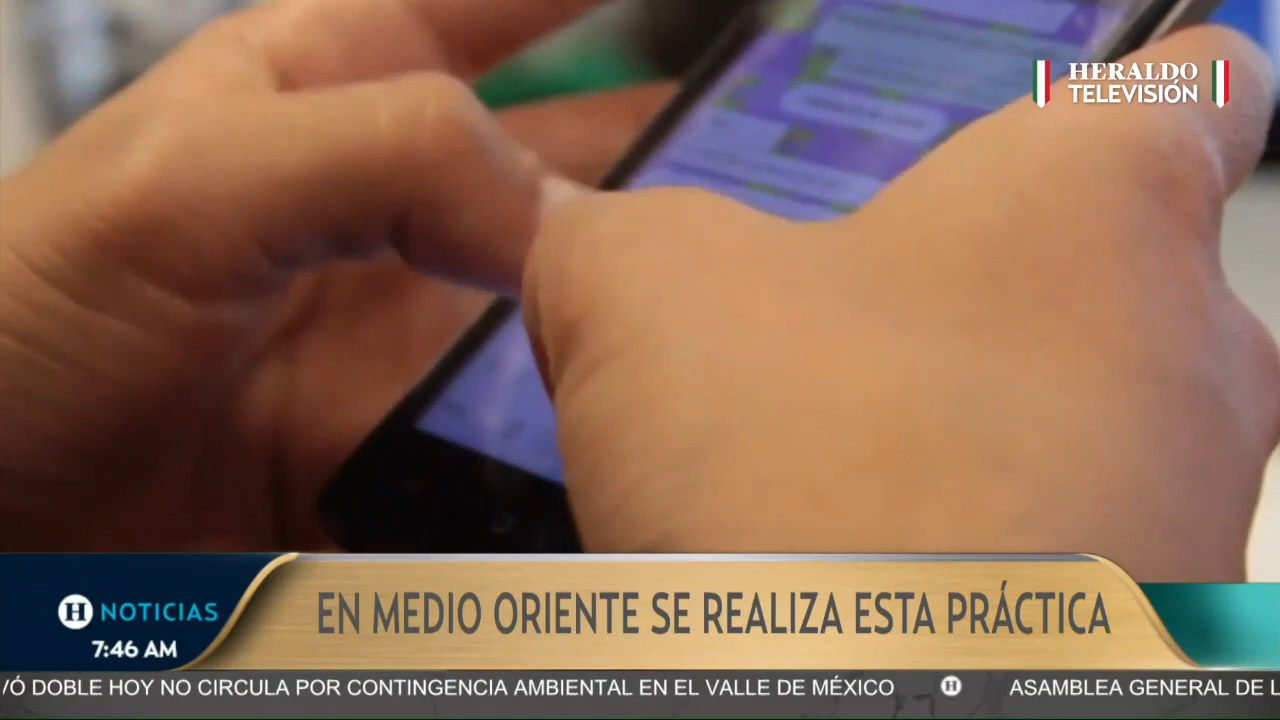 HERALDO
TELEVISIÓN
EN MEDIO ORIENTE SE REALIZA ESTA PRÁCTICA
H NOTICIAS
7:46 AM
VÓ DOBLE HOY NO CIRCULA POR CONTINGENCIA AMBIENTAL EN EL VALLE DE MÉXICO H ASAMBLEA GENERAL DE L